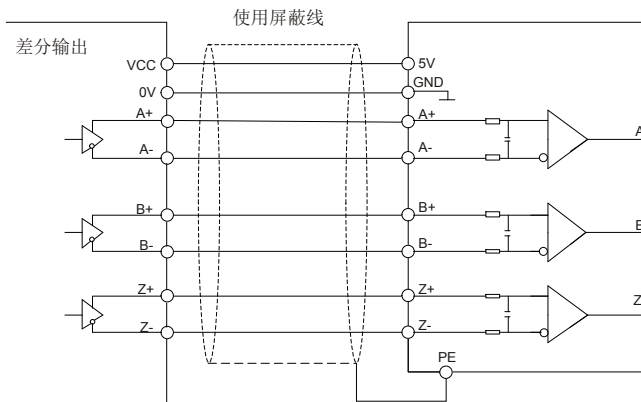 使用屏蔽线
差分输出
VCC 5V
0V GND
A+ A+ A
A- A-
B+ B+ B
B- B-
Z+ Z+ Z
Z- Z-
PE